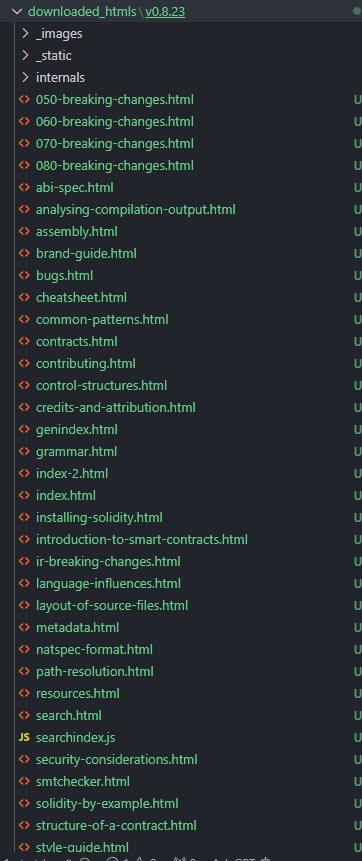 downloaded_htmls \ v0.8.23
_images
_static
internals
<> 050-breaking-changes.html U
<> 060-breaking-changes.html U
<> 070-breaking-changes.html U
<> 080-breaking-changes.html U
<> abi-spec.html U
<> analysing-compilation-output.html U
<> assembly.html U
<> brand-guide.html U
<> bugs.html U
<> cheatsheet.html U
<> common-patterns.html U
<> contracts.html U
<> contributing.html U
<> control-structures.html U
<> credits-and-attribution.html U
<> genindex.html U
<> grammar.html U
<> index-2.html U
<> index.html U
<> installing-solidity.html U
<> introduction-to-smart-contracts.html U
<> ir-breaking-changes.html U
<> language-influences.html U
<> layout-of-source-files.html U
<> metadata.html U
<> natspec-format.html U
<> path-resolution.html U
<> resources.html U
<> search.html U
JS searchindex.js U
<> security-considerations.html U
<> smtchecker.html U
<> solidity-by-example.html U
<> structure-of-a-contract.html U
<> style-guide.html U